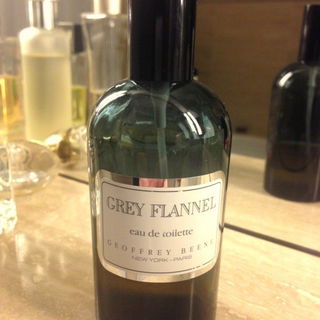 GREY FLANNEL
eau de toilette
GEOFFREY BEENE
NEW YORK - PARIS